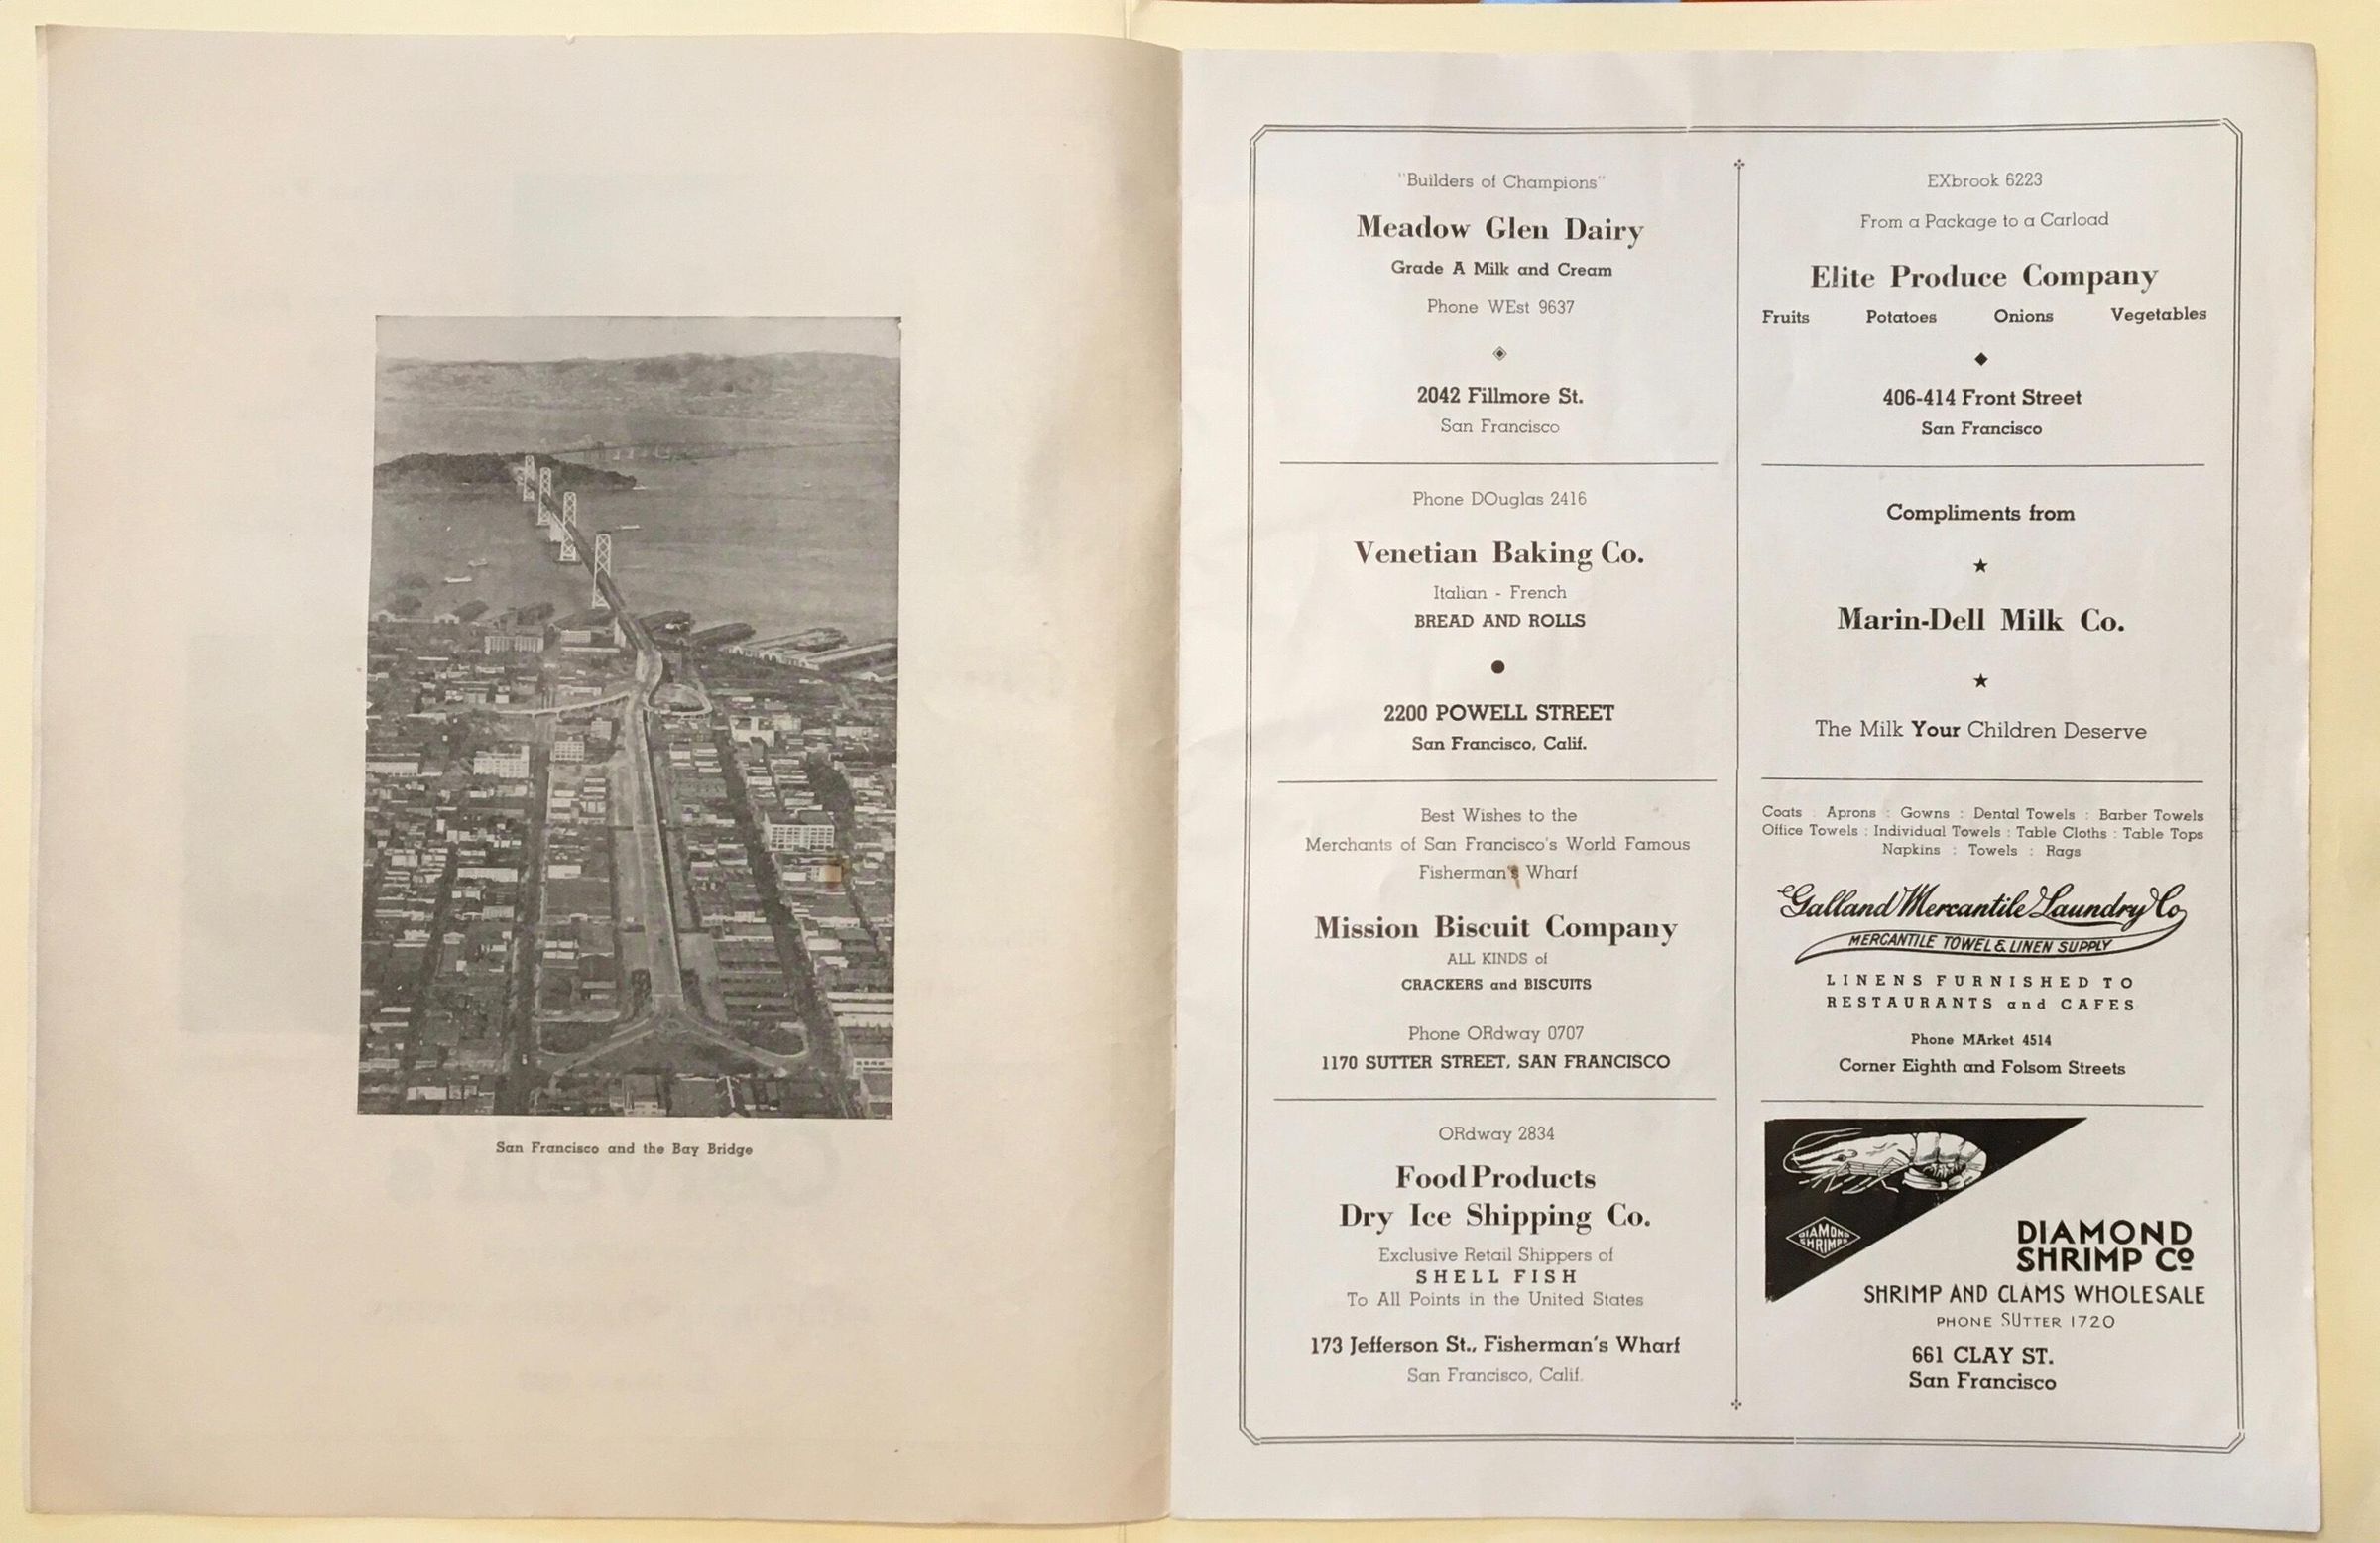 San Francisco and the Bay Bridge
"Builders of Champions"
Meadow Glen Dairy
Grade A Milk and Cream
Phone WEst 9637
2042 Fillmore St.
San Francisco
Phone DOuglas 2416
Venetian Baking Co.
Italian - French
BREAD AND ROLLS
2200 POWELL STREET
San Francisco, Calif.
Best Wishes to the
Merchants of San Francisco's World Famous
Fisherman's Wharf
Mission Biscuit Company
ALL KINDS of
CRACKERS and BISCUITS
Phone ORdway 0707
1170 SUTTER STREET, SAN FRANCISCO
ORdway 2834
Food Products
Dry Ice Shipping Co.
Exclusive Retail Shippers of
SHELL FISH
To All Points in the United States
173 Jefferson St., Fisherman's Wharf
San Francisco, Calif.
EXbrook 6223
From a Package to a Carload
Elite Produce Company
Fruits Potatoes Onions Vegetables
406-414 Front Street
San Francisco
Compliments from
Marin-Dell Milk Co.
The Milk Your Children Deserve
Coats : Aprons : Gowns : Dental Towels : Barber Towels
Office Towels : Individual Towels : Table Cloths : Table Tops
Napkins : Towels : Rags
Galland Mercantile Laundry Co
MERCANTILE TOWEL & LINEN SUPPLY
LINENS FURNISHED TO
RESTAURANTS and CAFES
Phone MArket 4514
Corner Eighth and Folsom Streets
DIAMOND
SHRIMPS
DIAMOND
SHRIMP Co
SHRIMP AND CLAMS WHOLESALE
PHONE SUTTER 1720
661 CLAY ST.
San Francisco